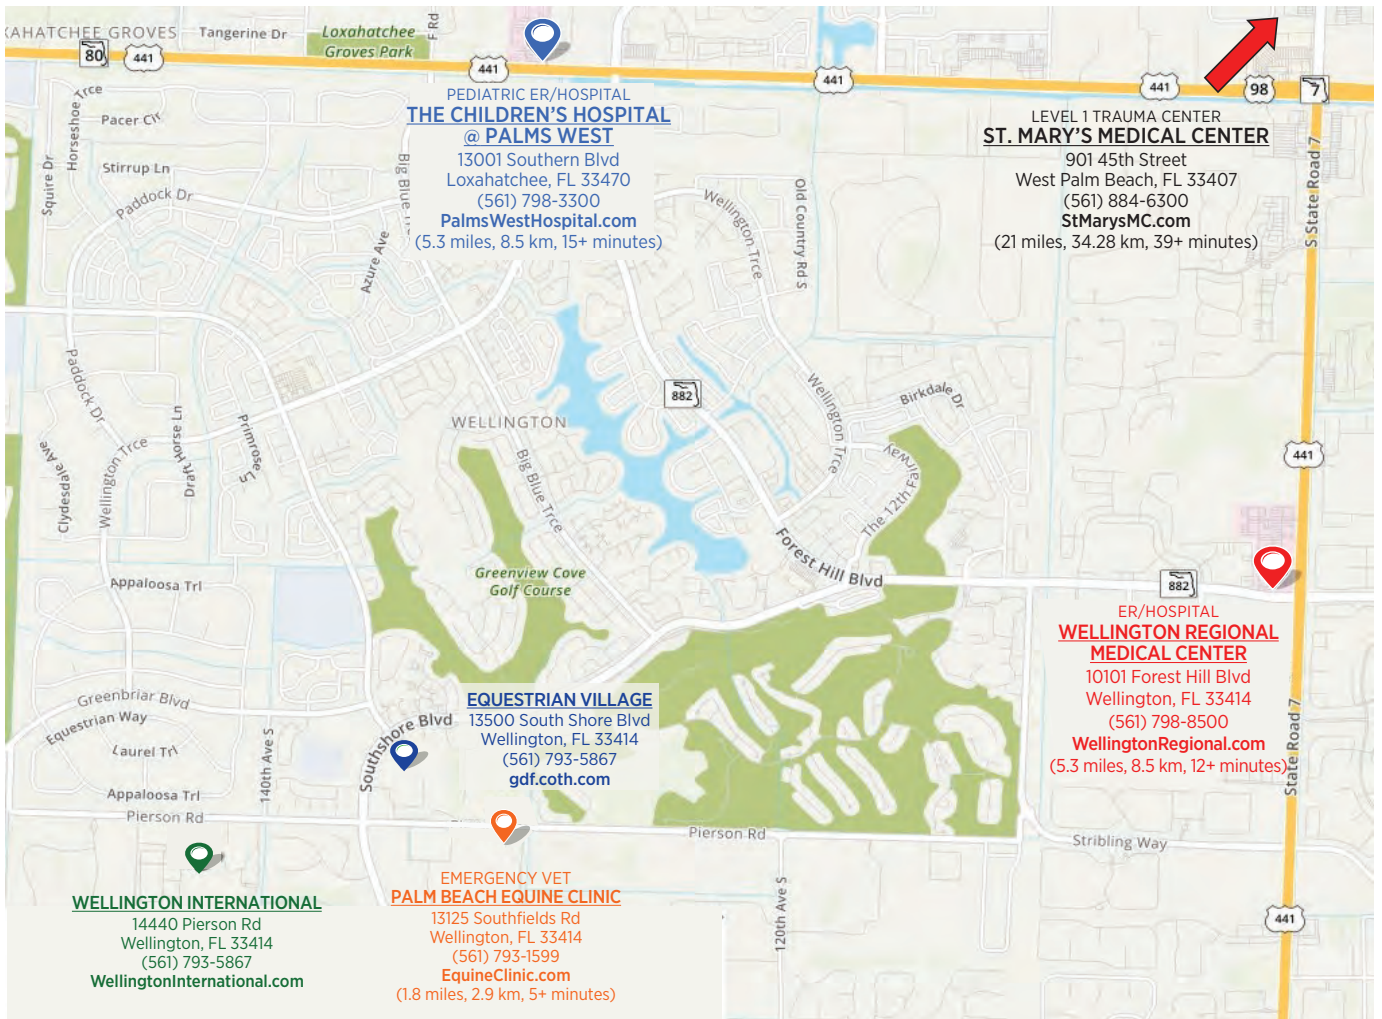 XAHATCHEE GROVES
Tangerine Dr
Loxahatchee
Groves Park
F Rd
80
441
441
441
441
98
7
PEDIATRIC ER/HOSPITAL
THE CHILDREN'S HOSPITAL
@ PALMS WEST
13001 Southern Blvd
Loxahatchee, FL 33470
(561) 798-3300
PalmsWestHospital.com
(5.3 miles, 8.5 km, 15+ minutes)
LEVEL 1 TRAUMA CENTER
ST. MARY'S MEDICAL CENTER
901 45th Street
West Palm Beach, FL 33407
(561) 884-6300
StMarysMC.com
(21 miles, 34.28 km, 39+ minutes)
Horseshoe Trce
Pacer Cir
Stirrup Ln
Squire Dr
Paddock Dr
Big Blue Trce
Azure Ave
Wellington Trce
Old Country Rd S
S State Road 7
882
Paddock Dr
WELLINGTON
Wellington Trce
Birkdale Dr
Clydesdale Ave
Wellington Trce
Draft Horse Ln
Primrose Ln
Big Blue Trce
The 12th Fairway
441
Greenview Cove
Golf Course
Forest Hill Blvd
882
Appaloosa Trl
ER/HOSPITAL
WELLINGTON REGIONAL
MEDICAL CENTER
10101 Forest Hill Blvd
Wellington, FL 33414
(561) 798-8500
WellingtonRegional.com
(5.3 miles, 8.5 km, 12+ minutes)
State Road 7
Greenbriar Blvd
Equestrian Way
Laurel Trl
140th Ave S
Southshore Blvd
EQUESTRIAN VILLAGE
13500 South Shore Blvd
Wellington, FL 33414
(561) 793-5867
gdf.coth.com
Appaloosa Trl
Pierson Rd
Pierson Rd
Stribling Way
120th Ave S
441
WELLINGTON INTERNATIONAL
14440 Pierson Rd
Wellington, FL 33414
(561) 793-5867
WellingtonInternational.com
EMERGENCY VET
PALM BEACH EQUINE CLINIC
13125 Southfields Rd
Wellington, FL 33414
(561) 793-1599
EquineClinic.com
(1.8 miles, 2.9 km, 5+ minutes)